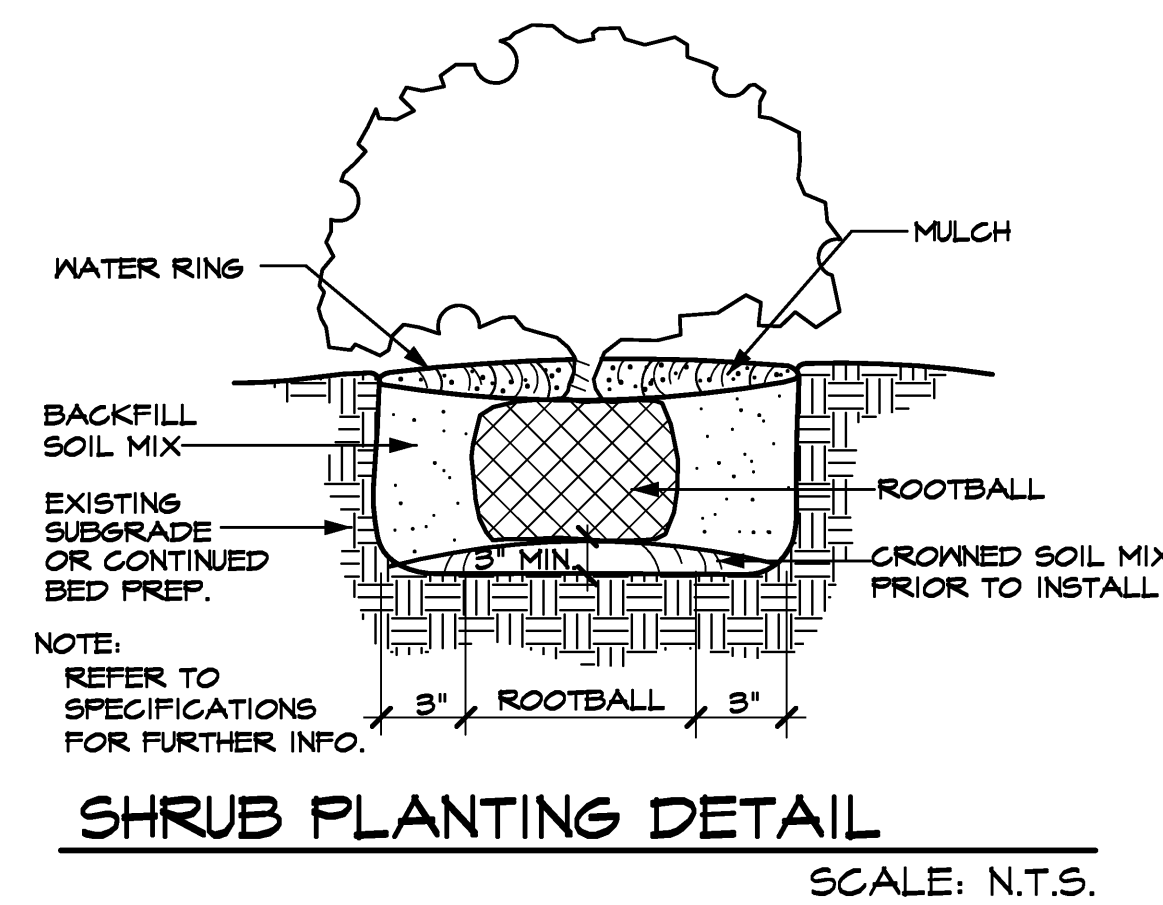 MULCH
WATER RING
BACKFILL
SOIL MIX
ROOTBALL
EXISTING
SUBGRADE
OR CONTINUED
BED PREP.
3" MIN.
CROWNED SOIL MIX
PRIOR TO INSTALL
NOTE:
REFER TO
SPECIFICATIONS
FOR FURTHER INFO.
3" ROOTBALL 3"
SHRUB PLANTING DETAIL
SCALE: N.T.S.